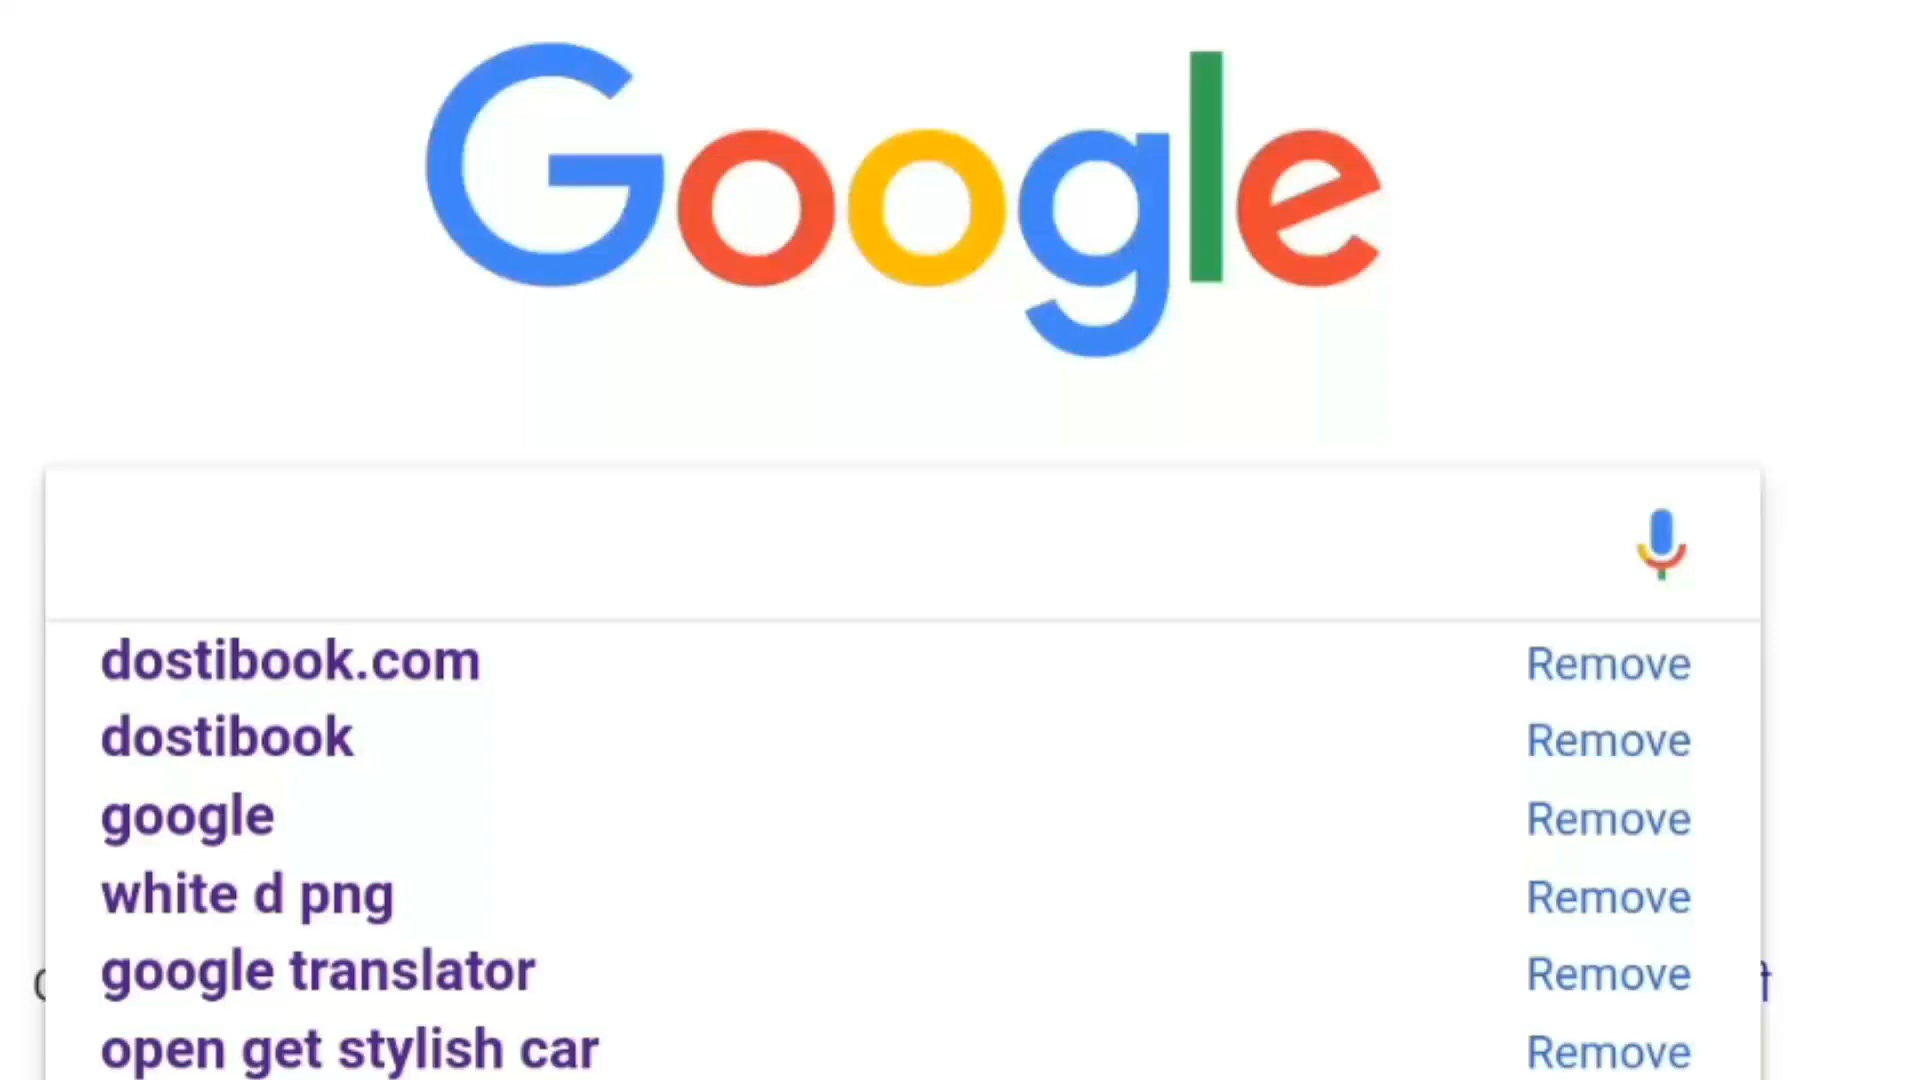 Google
dostibook.com Remove
dostibook Remove
google Remove
white d png Remove
google translator Remove
open get stylish car Remove